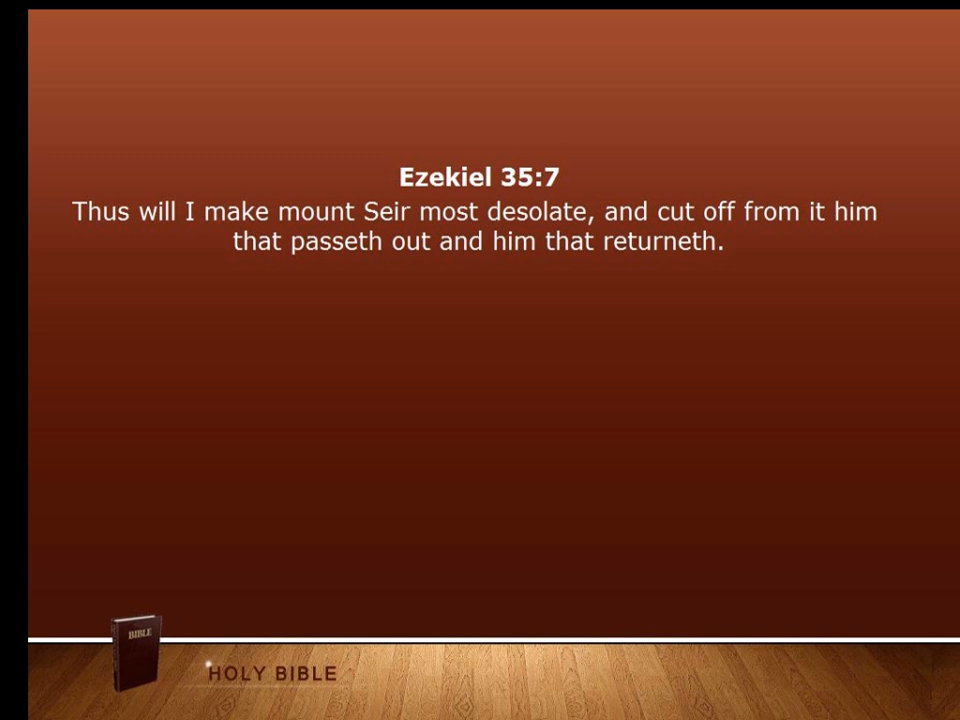 Ezekiel 35:7
Thus will I make mount Seir most desolate, and cut off from it him
that passeth out and him that returneth.
BIBLE
HOLY BIBLE